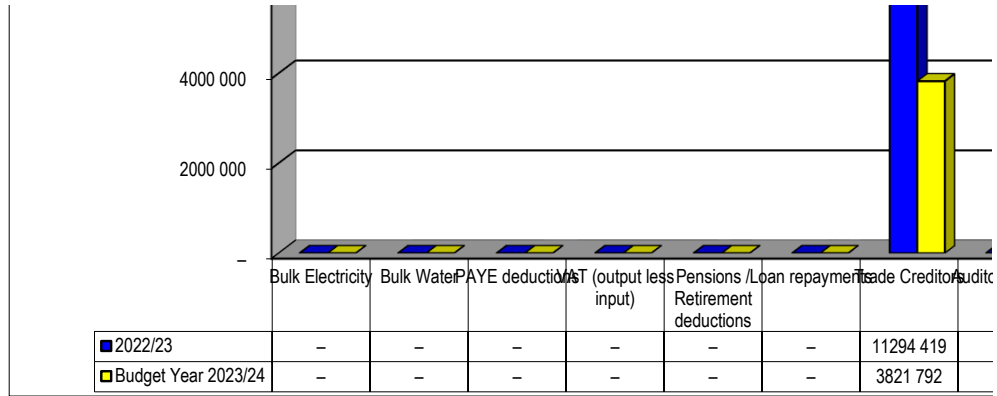 4000 000
2000 000
–
Bulk Electricity Bulk Water PAYE deductions VAT (output less input) Pensions / Retirement deductions Loan repayments Trade Creditors
2022/23 – – – – – – 11294 419
Budget Year 2023/24 – – – – – – 3821 792